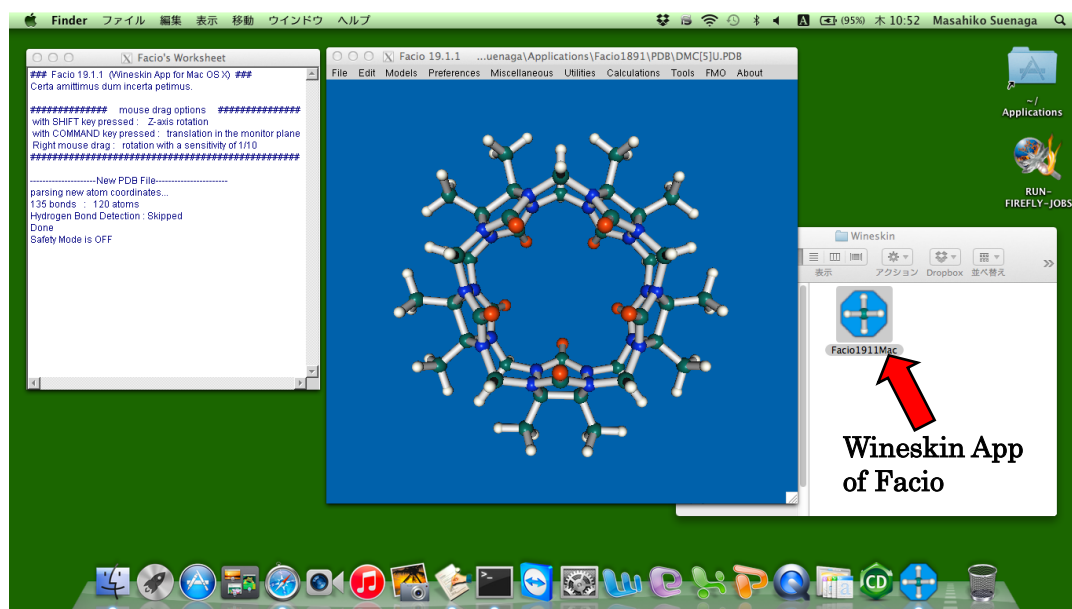 Finder ファイル 編集 表示 移動 ウインドウ ヘルプ
A (95%) 木 10:52 Masahiko Suenaga
Facio's Worksheet
### Facio 19.1.1 (Wineskin App for Mac OS X) ###
Certa amittimus dum incerta petimus.
############## mouse drag options ###############
with SHIFT key pressed : Z-axis rotation
with COMMAND key pressed : translation in the monitor plane
Right mouse drag : rotation with a sensitivity of 1/10
################################################
----------------------New PDB File------------------------
parsing new atom coordinates...
135 bonds : 120 atoms
Hydrogen Bond Detection : Skipped
Done
Safety Mode is OFF
Facio 19.1.1 ...uenaga\Applications\Facio1891\PDB\DMC[5]U.PDB
File Edit Models Preferences Miscellaneous Utilities Calculations Tools FMO About
~/
Applications
RUN-
FIREFLY-JOBS
Wineskin
表示 アクション Dropbox 並べ替え
Facio1911Mac
Wineskin App
of Facio
CD